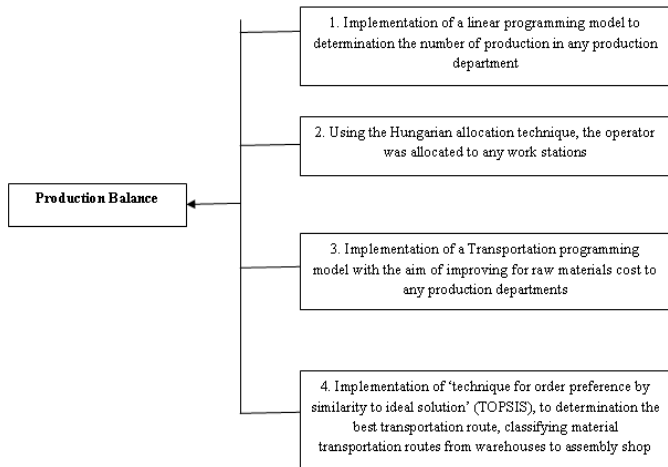 1. Implementation of a linear programming model to
determination the number of production in any production
department
2. Using the Hungarian allocation technique, the operator
was allocated to any work stations
Production Balance
3. Implementation of a Transportation programming
model with the aim of improving for raw materials cost to
any production departments
4. Implementation of ‘technique for order preference by
similarity to ideal solution’ (TOPSIS), to determination the
best transportation route, classifying material
transportation routes from warehouses to assembly shop